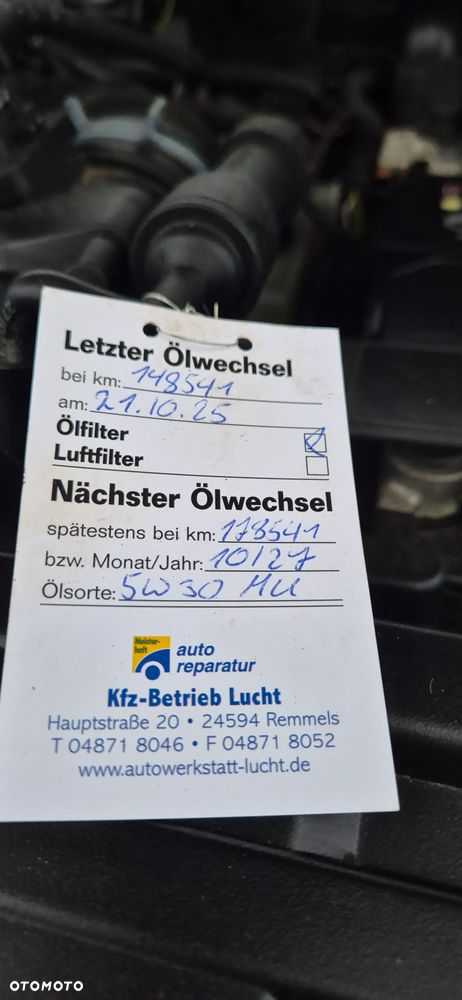 Letzter Ölwechsel
bei km: 148541
am: 21.10.25
Ölfilter
Luftfilter
Nächster Ölwechsel
spätestens bei km: 178541
bzw. Monat/Jahr: 10/27
Ölsorte: 5W30 MU
Meister-
haft
auto
reparatur
Kfz-Betrieb Lucht
Hauptstraße 20 • 24594 Remmels
T 04871 8046 • F 04871 8052
www.autowerkstatt-lucht.de
OTOMOTO